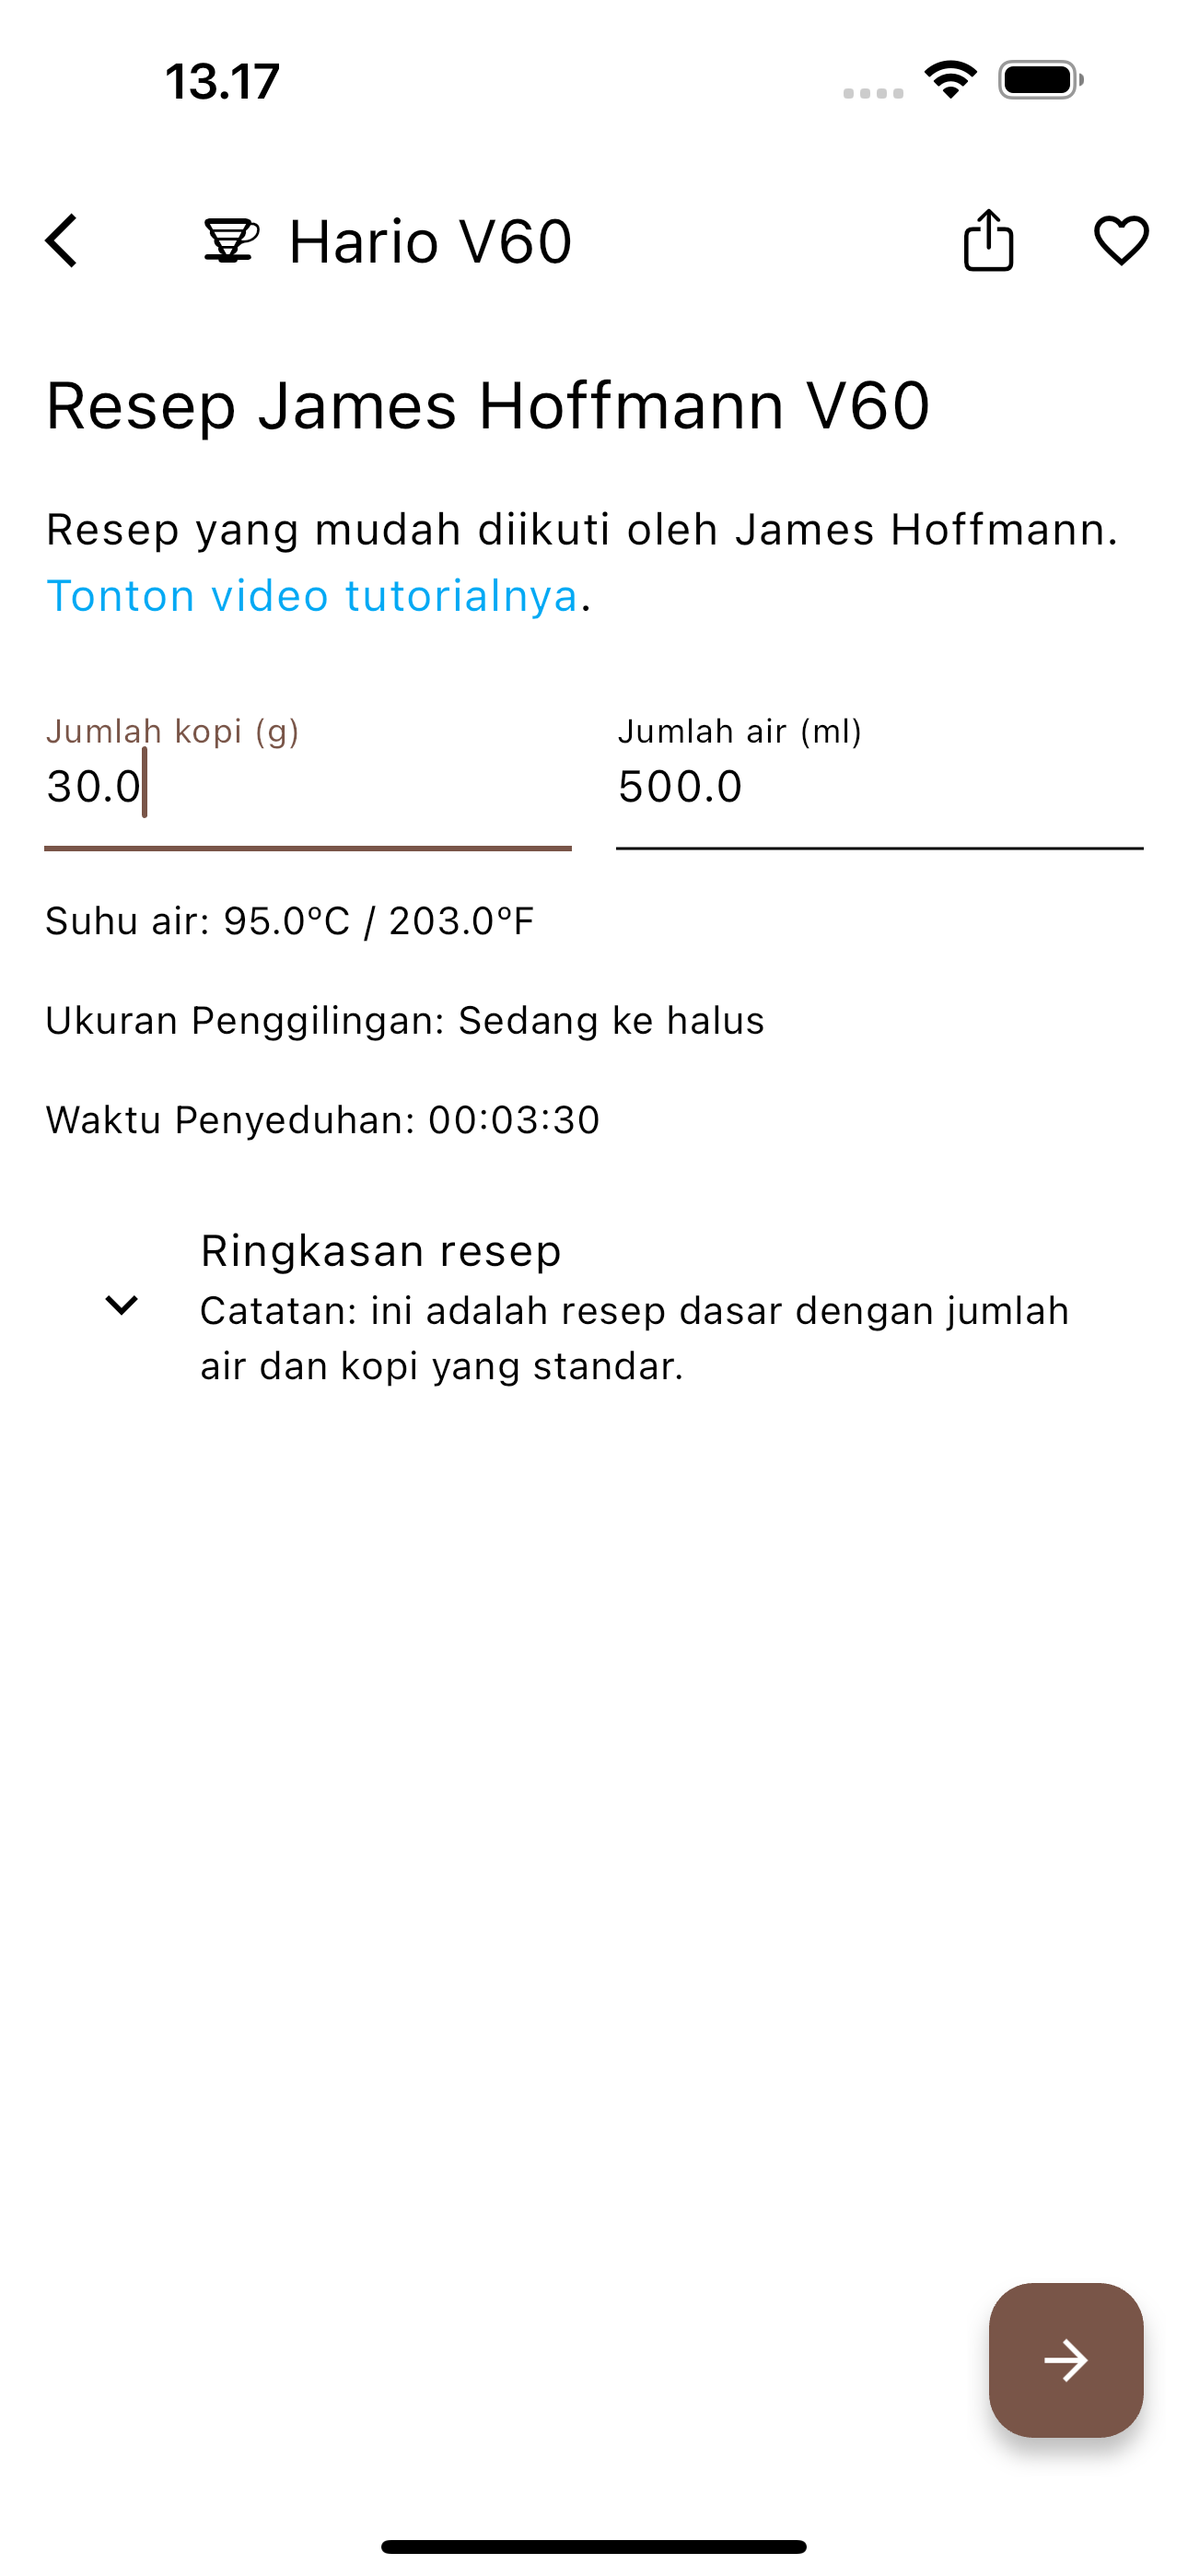 13.17
Hario V60
Resep James Hoffmann V60
Resep yang mudah diikuti oleh James Hoffmann.
Tonton video tutorialnya.
Jumlah kopi (g)
30.0
Jumlah air (ml)
500.0
Suhu air: 95.0ºC / 203.0ºF
Ukuran Penggilingan: Sedang ke halus
Waktu Penyeduhan: 00:03:30
Ringkasan resep
Catatan: ini adalah resep dasar dengan jumlah
air dan kopi yang standar.